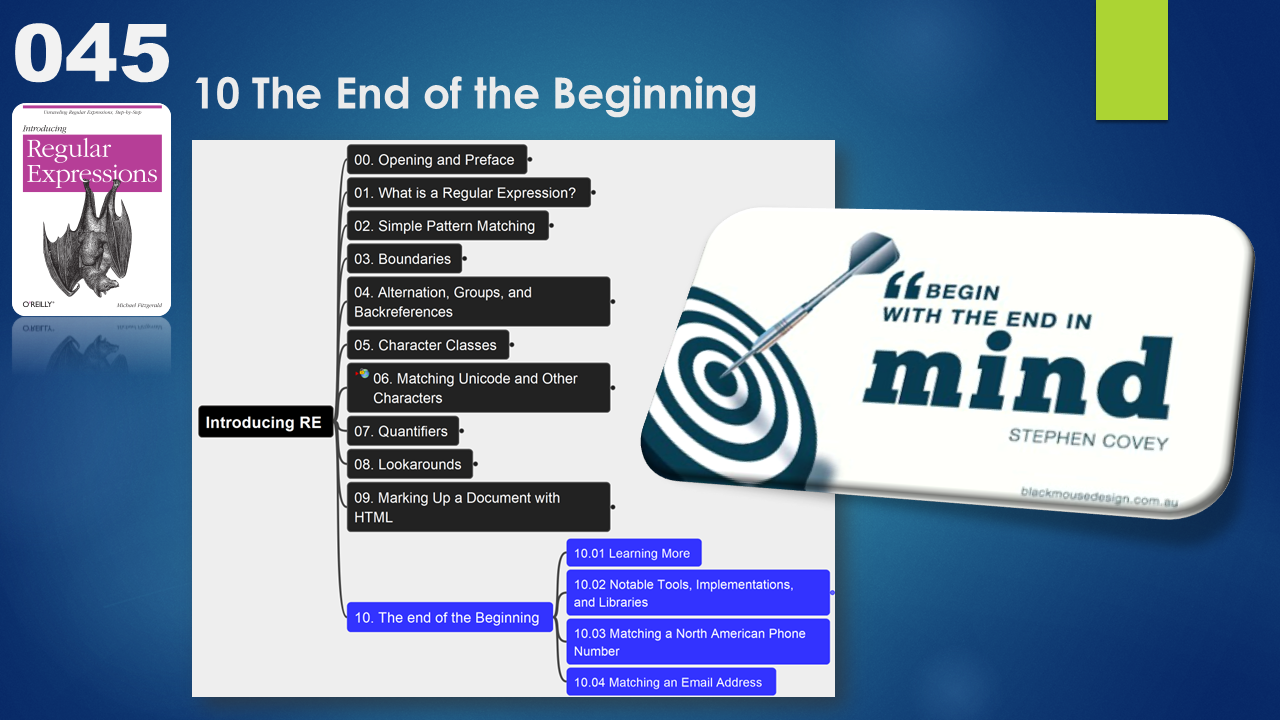 045
10 The End of the Beginning
Unraveling Regular Expressions, Step-by-Step
Introducing
Regular
Expressions
O'REILLY
Michael Fitzgerald
Introducing RE
00. Opening and Preface
01. What is a Regular Expression?
02. Simple Pattern Matching
03. Boundaries
04. Alternation, Groups, and
Backreferences
05. Character Classes
06. Matching Unicode and Other
Characters
07. Quantifiers
08. Lookarounds
09. Marking Up a Document with
HTML
10. The end of the Beginning
10.01 Learning More
10.02 Notable Tools, Implementations,
and Libraries
10.03 Matching a North American Phone
Number
10.04 Matching an Email Address
“BEGIN
WITH THE END IN
mind
STEPHEN COVEY
blackmousedesign.com.au